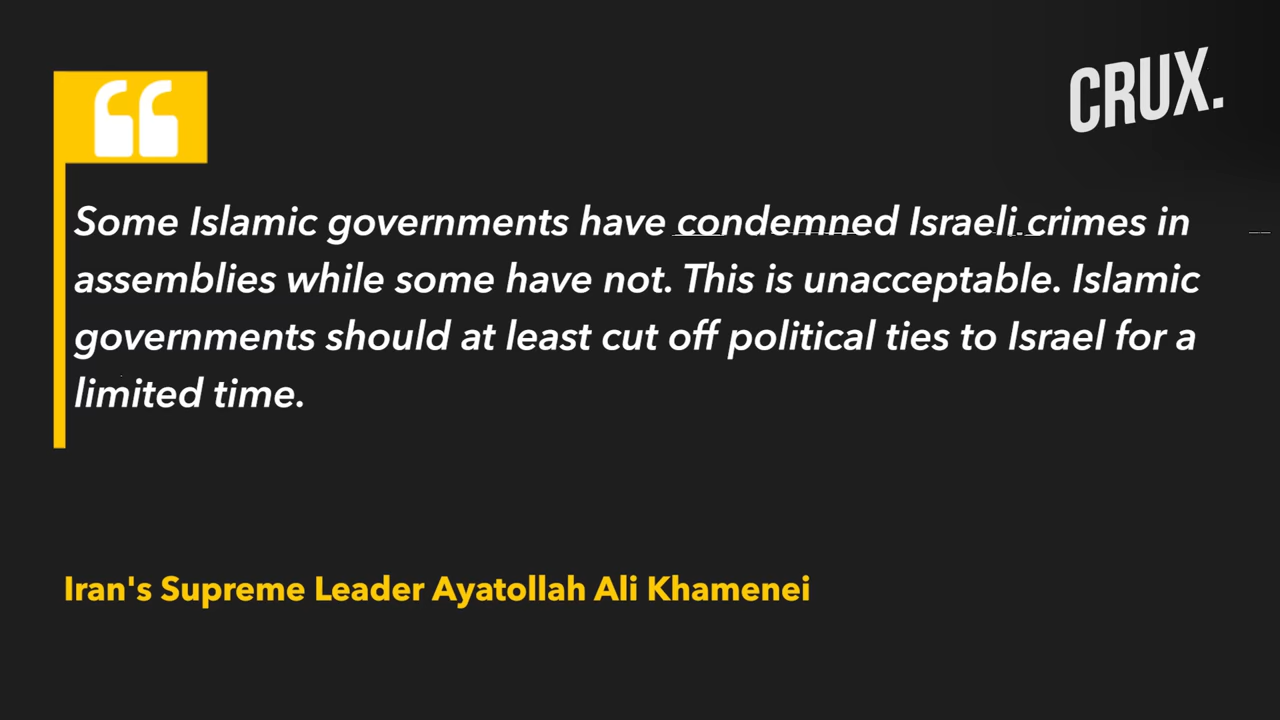 CRUX.
“
Some Islamic governments have condemned Israeli crimes in
assemblies while some have not. This is unacceptable. Islamic
governments should at least cut off political ties to Israel for a
limited time.
Iran's Supreme Leader Ayatollah Ali Khamenei